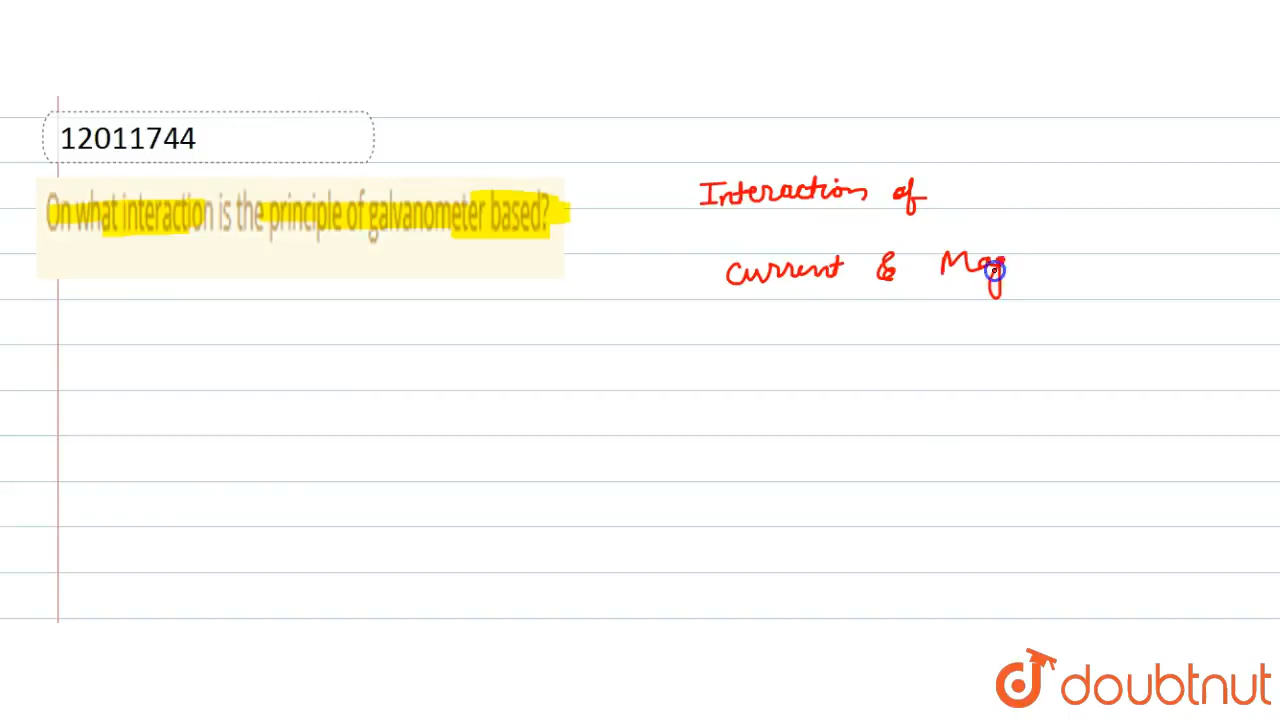 12011744
On what interaction is the principle of galvanometer based?
Interaction of
Current & Mag
doubtnut